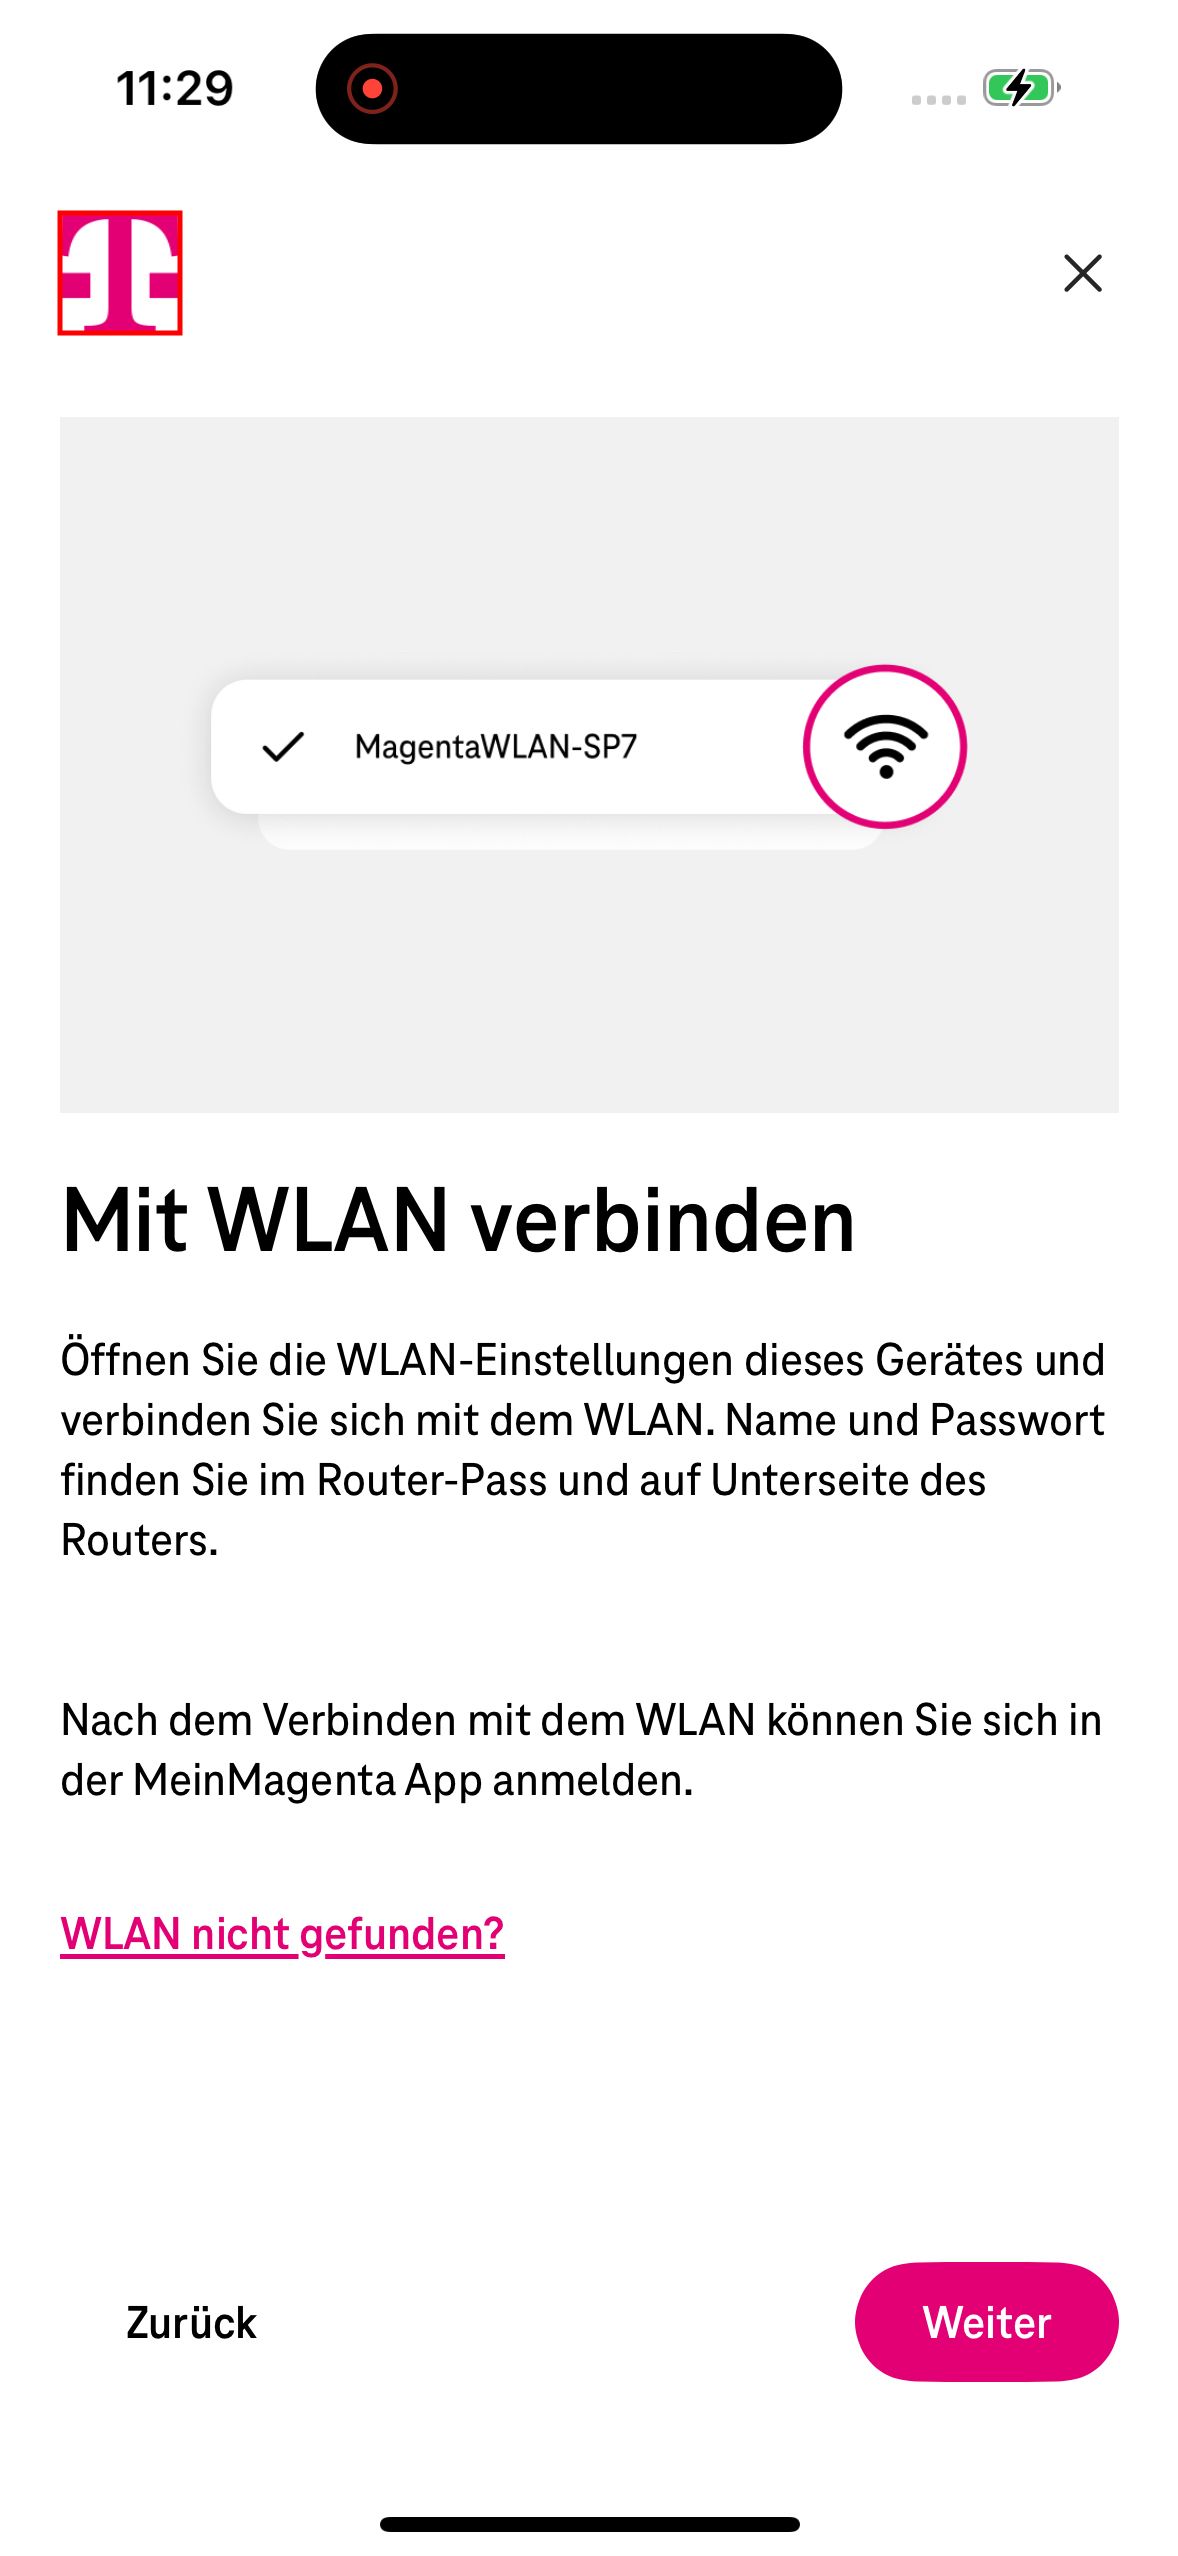 11:29
T
MagentaWLAN-SP7
Mit WLAN verbinden
Öffnen Sie die WLAN-Einstellungen dieses Gerätes und
verbinden Sie sich mit dem WLAN. Name und Passwort
finden Sie im Router-Pass und auf Unterseite des
Routers.
Nach dem Verbinden mit dem WLAN können Sie sich in
der MeinMagenta App anmelden.
WLAN nicht gefunden?
Zurück
Weiter